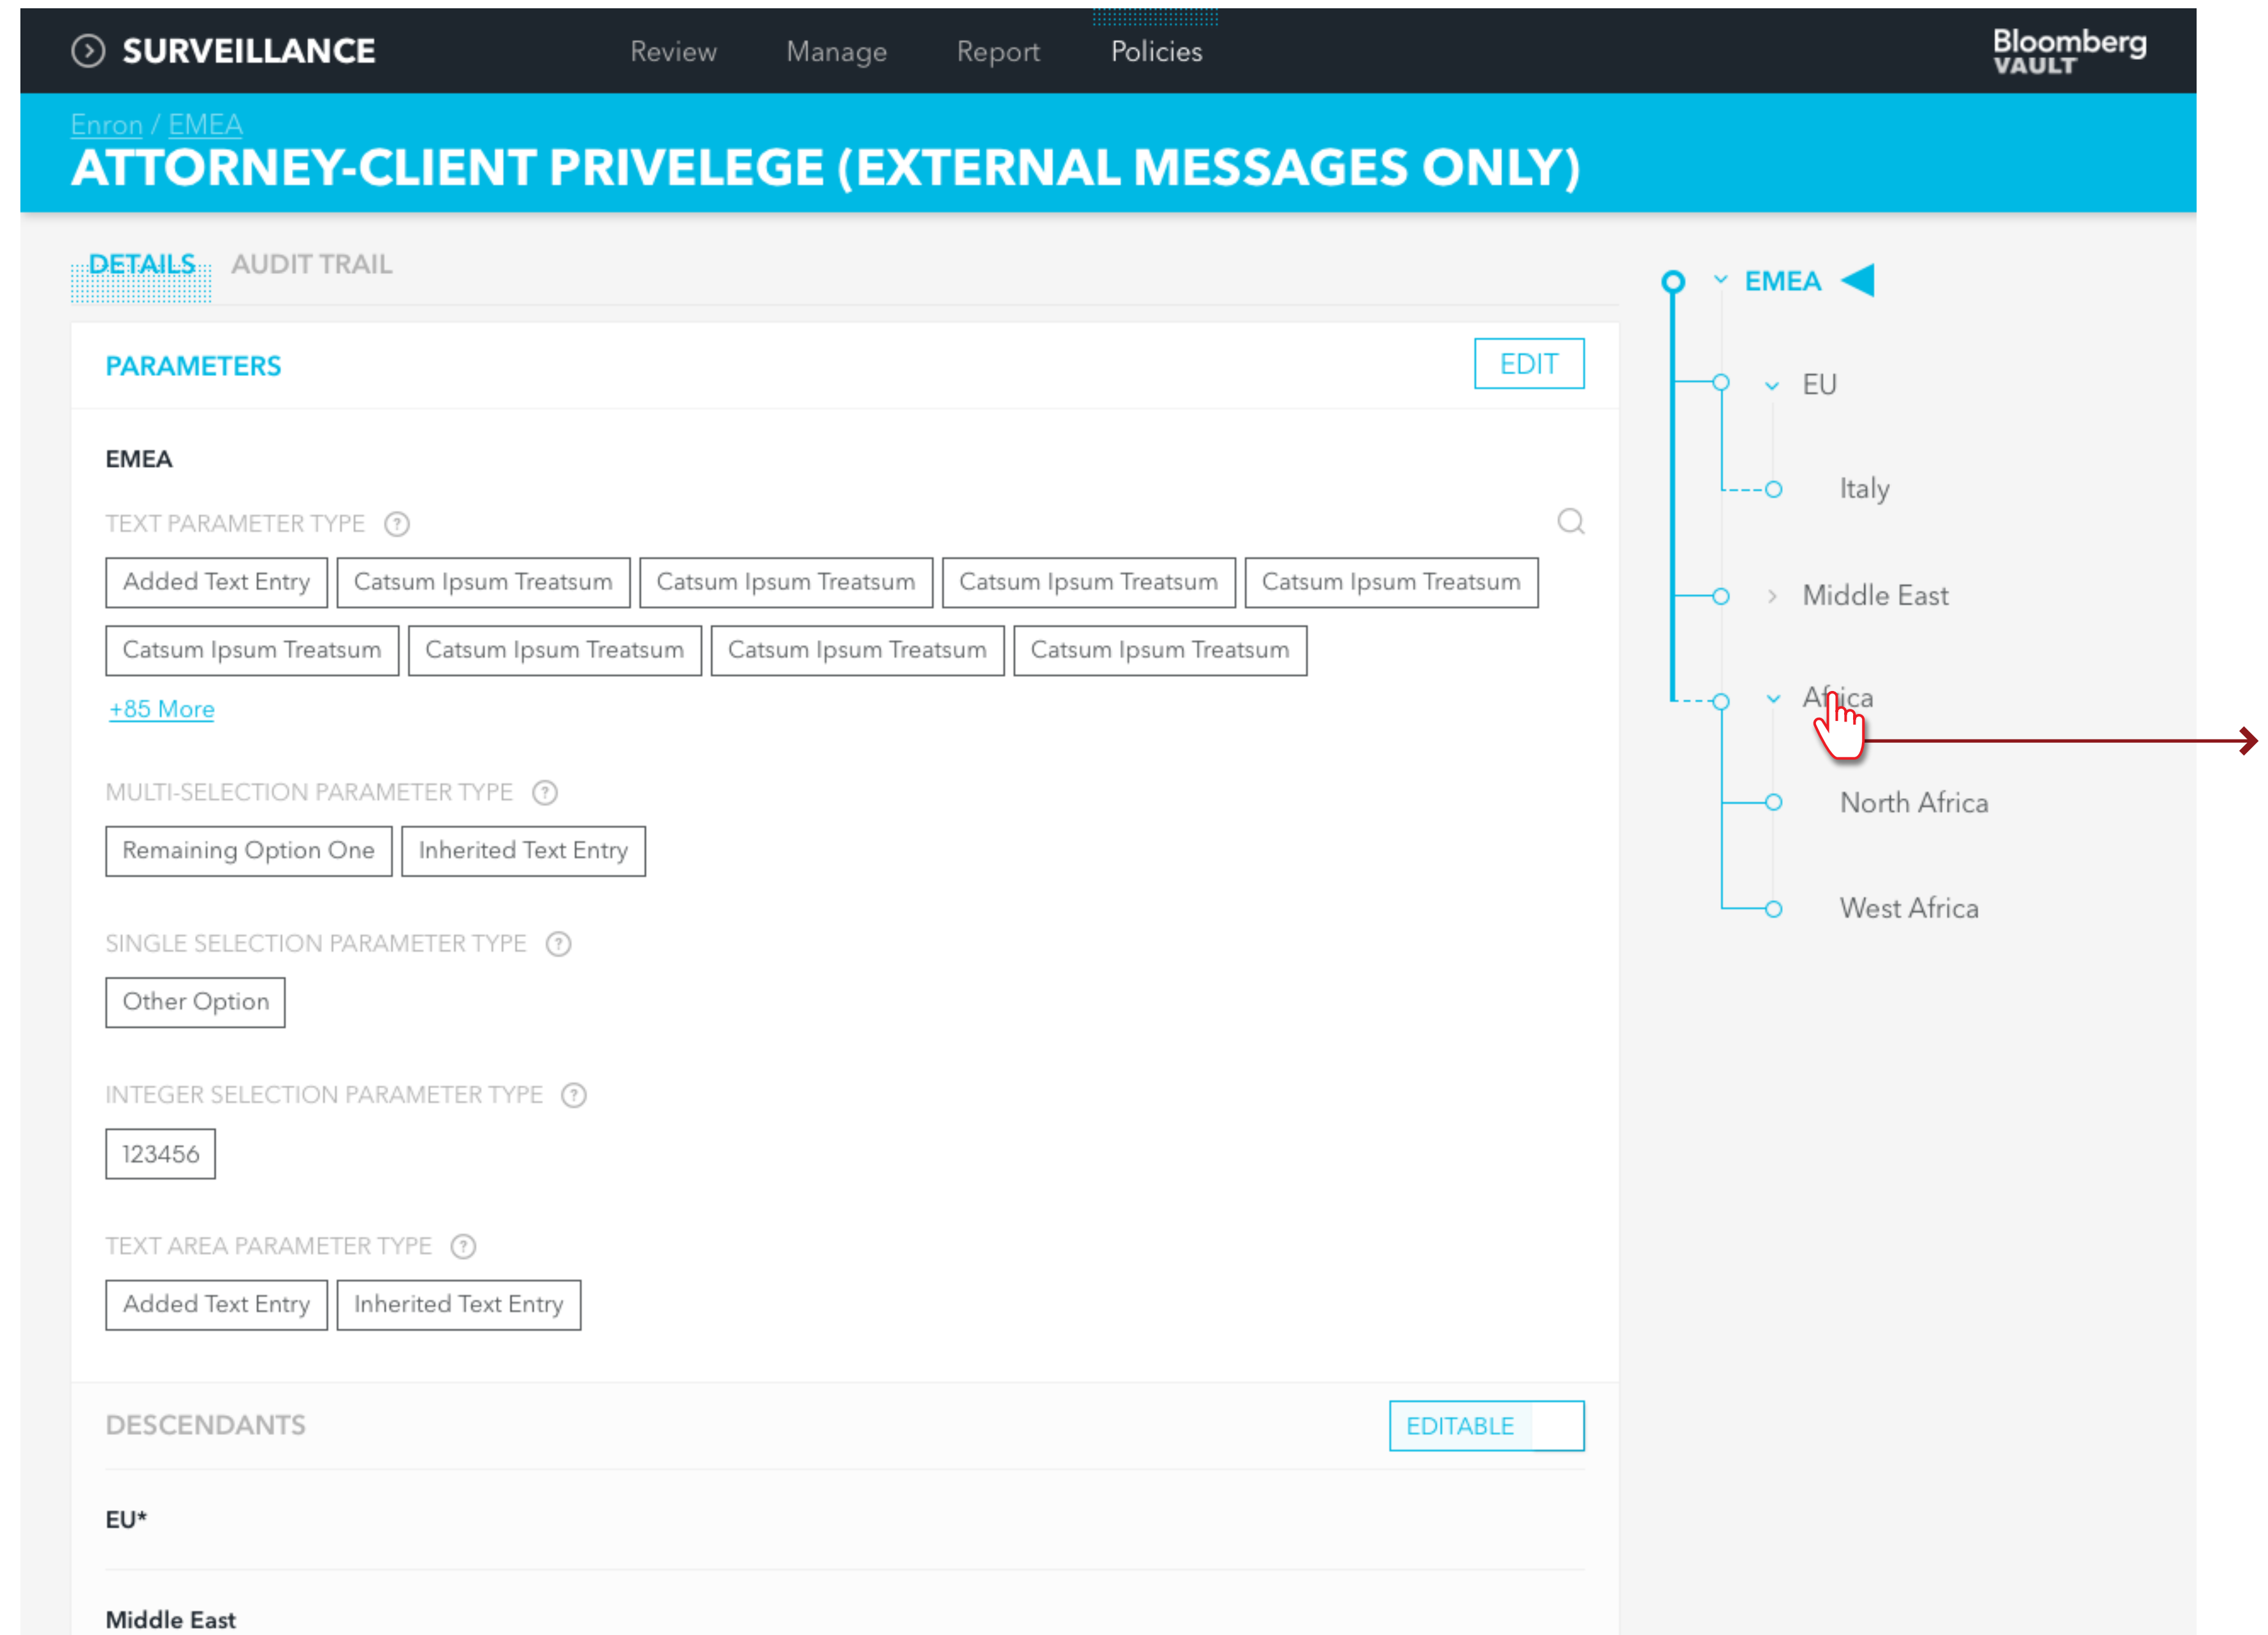 SURVEILLANCE Review Manage Report Policies Bloomberg
VAULT
Enron / EMEA
ATTORNEY-CLIENT PRIVELEGE (EXTERNAL MESSAGES ONLY)
DETAILS AUDIT TRAIL
PARAMETERS EDIT
EMEA
TEXT PARAMETER TYPE ?
Added Text Entry Catsum Ipsum Treatsum Catsum Ipsum Treatsum Catsum Ipsum Treatsum Catsum Ipsum Treatsum
Catsum Ipsum Treatsum Catsum Ipsum Treatsum Catsum Ipsum Treatsum Catsum Ipsum Treatsum
+85 More
MULTI-SELECTION PARAMETER TYPE ?
Remaining Option One Inherited Text Entry
SINGLE SELECTION PARAMETER TYPE ?
Other Option
INTEGER SELECTION PARAMETER TYPE ?
123456
TEXT AREA PARAMETER TYPE ?
Added Text Entry Inherited Text Entry
DESCENDANTS EDITABLE
EU*
Middle East
EMEA
EU
Italy
Middle East
Africa
North Africa
West Africa